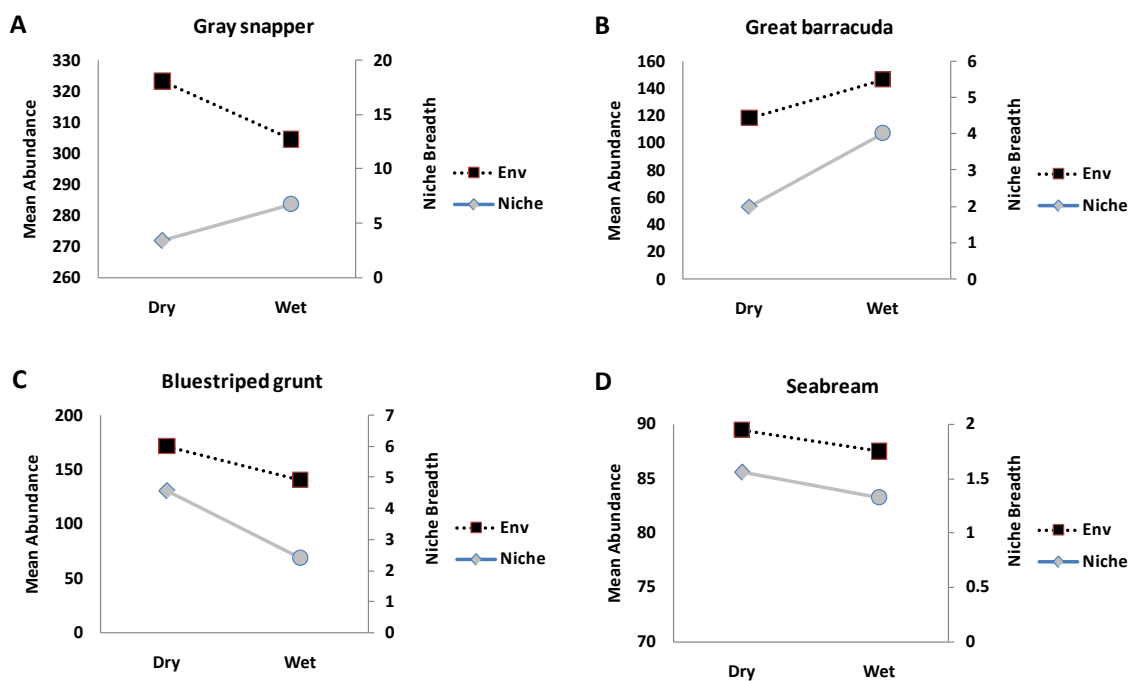 A
Gray snapper
Mean Abundance
330
320
310
300
290
280
270
260
20
15
10
5
0
Niche Breadth
Env
Niche
Dry Wet
B
Great barracuda
Mean Abundance
160
140
120
100
80
60
40
20
0
6
5
4
3
2
1
0
Niche Breadth
Env
Niche
Dry Wet
C
Bluestriped grunt
Mean Abundance
200
150
100
50
0
7
6
5
4
3
2
1
0
Niche Breadth
Env
Niche
Dry Wet
D
Seabream
Mean Abundance
90
85
80
75
70
2
1.5
1
0.5
0
Niche Breadth
Env
Niche
Dry Wet